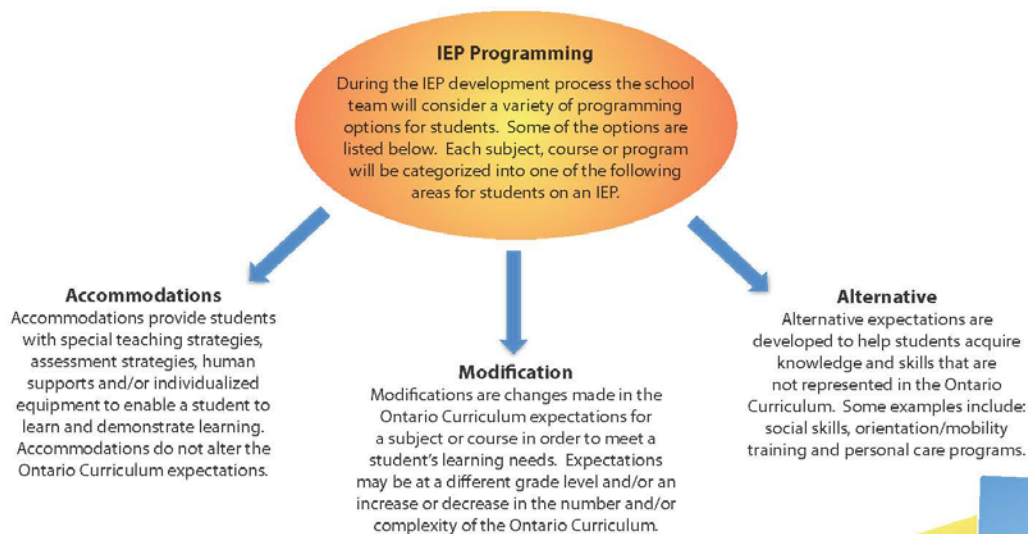 IEP Programming
During the IEP development process the school
team will consider a variety of programming
options for students. Some of the options are
listed below. Each subject, course or program
will be categorized into one of the following
areas for students on an IEP.
Accommodations
Accommodations provide students
with special teaching strategies,
assessment strategies, human
supports and/or individualized
equipment to enable a student to
learn and demonstrate learning.
Accommodations do not alter the
Ontario Curriculum expectations.
Modification
Modifications are changes made in the
Ontario Curriculum expectations for
a subject or course in order to meet a
student's learning needs. Expectations
may be at a different grade level and/or an
increase or decrease in the number and/or
complexity of the Ontario Curriculum.
Alternative
Alternative expectations are
developed to help students acquire
knowledge and skills that are
not represented in the Ontario
Curriculum. Some examples include:
social skills, orientation/mobility
training and personal care programs.